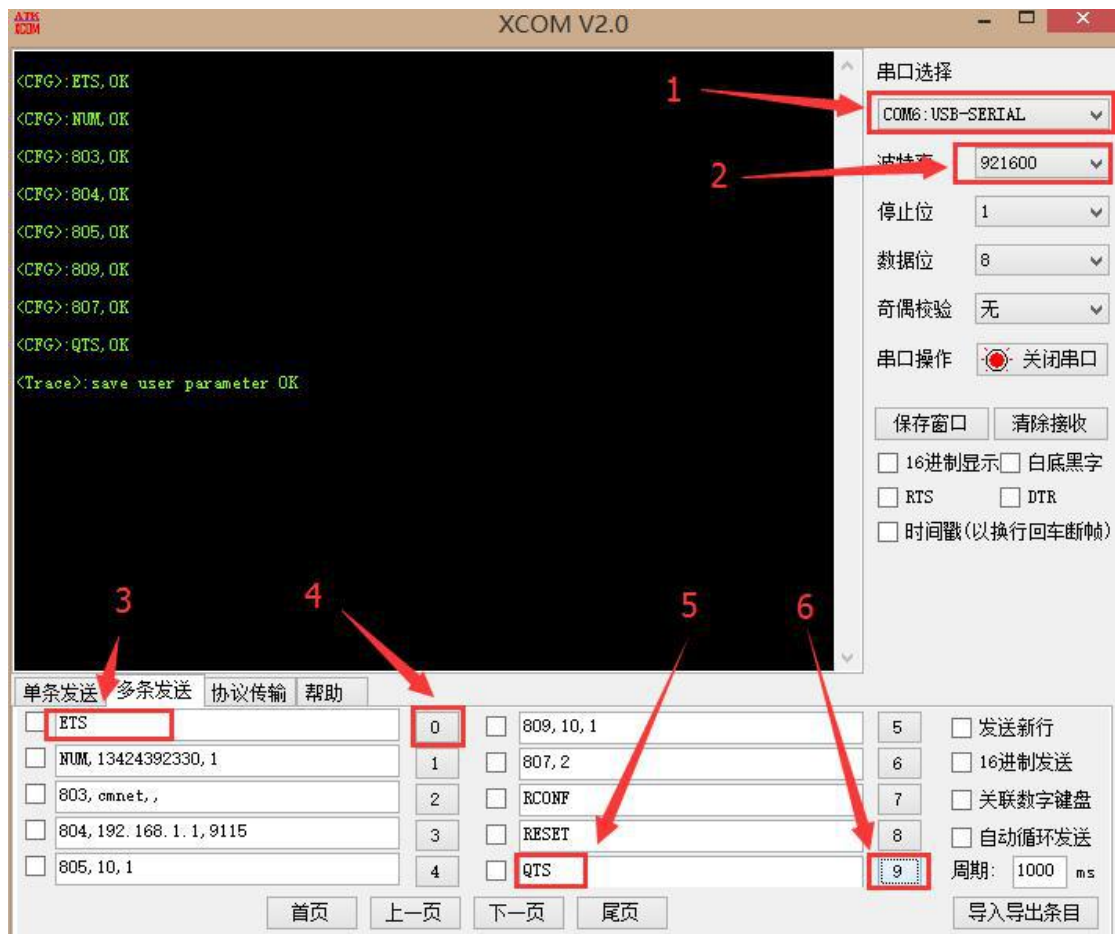 ATK
XCOM
XCOM V2.0
<CFG>:ETS,OK
<CFG>:NUM,OK
<CFG>:803,OK
<CFG>:804,OK
<CFG>:805,OK
<CFG>:809,OK
<CFG>:807,OK
<CFG>:QTS,OK
<Trace>:save user parameter OK
1
2
3
4
5
6
串口选择
COM6:USB-SERIAL
波特率 921600
停止位 1
数据位 8
奇偶校验 无
串口操作 关闭串口
保存窗口 清除接收
16进制显示 白底黑字
RTS DTR
时间戳(以换行回车断帧)
单条发送 多条发送 协议传输 帮助
ETS 0 809,10,1 5 发送新行
NUM,13424392330,1 1 807,2 6 16进制发送
803,cmnet,, 2 RCONF 7 关联数字键盘
804,192.168.1.1,9115 3 RESET 8 自动循环发送
805,10,1 4 QTS 9 周期: 1000 ms
首页 上一页 下一页 尾页 导入导出条目